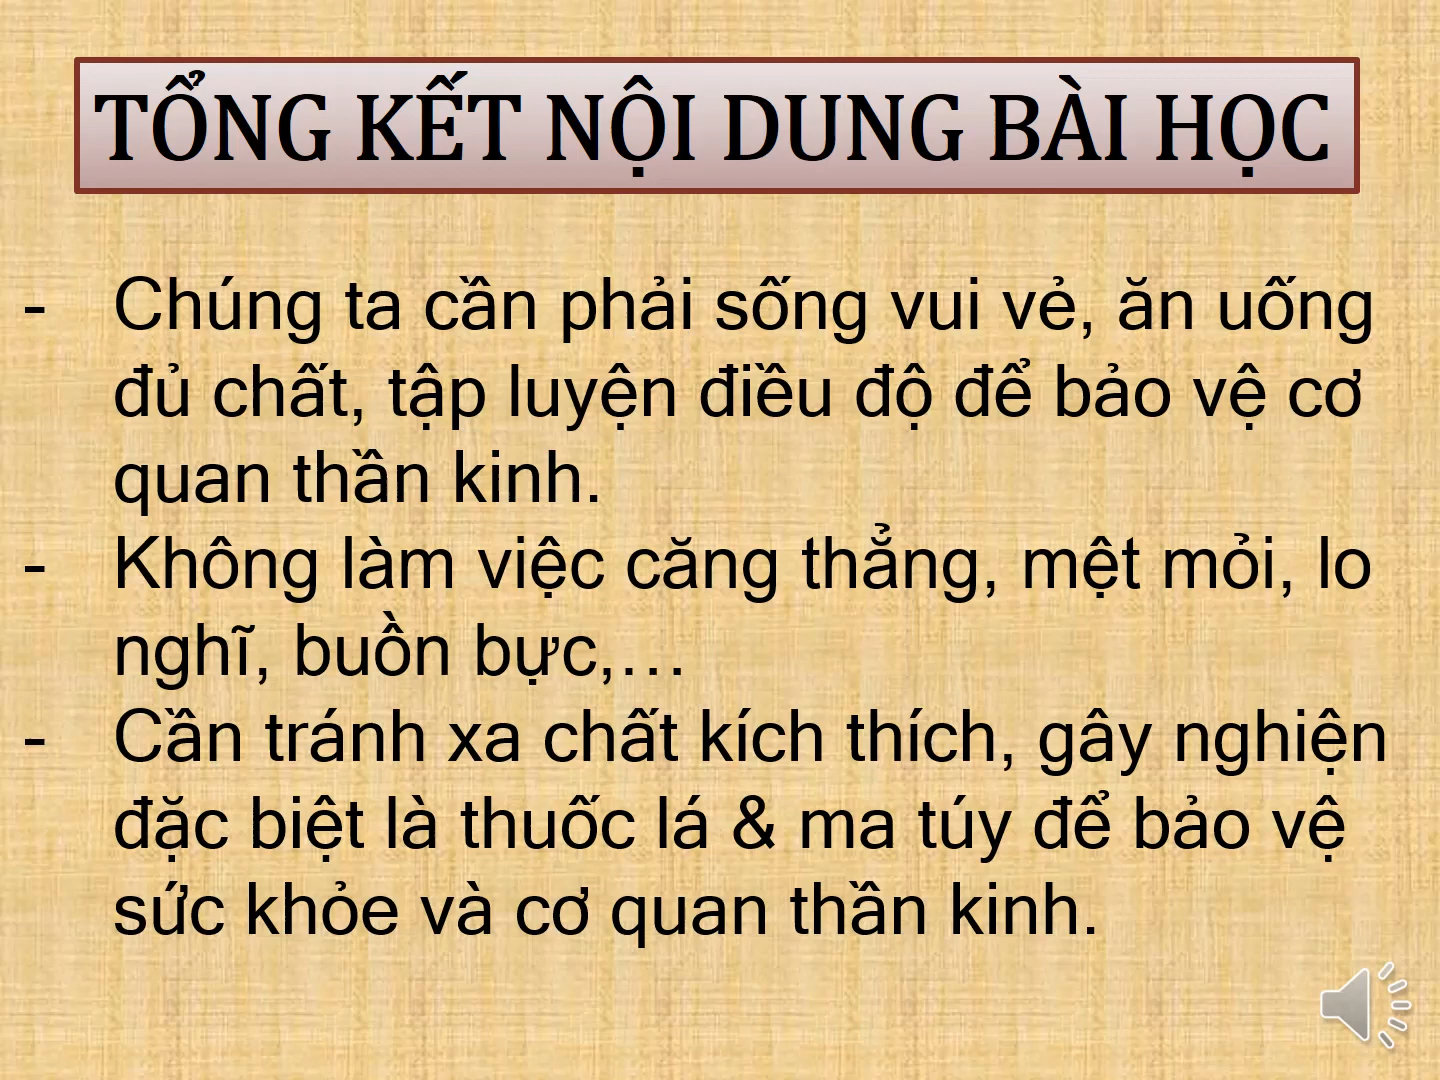 TỔNG KẾT NỘI DUNG BÀI HỌC
- Chúng ta cần phải sống vui vẻ, ăn uống
đủ chất, tập luyện điều độ để bảo vệ cơ
quan thần kinh.
- Không làm việc căng thẳng, mệt mỏi, lo
nghĩ, buồn bực,…
- Cần tránh xa chất kích thích, gây nghiện
đặc biệt là thuốc lá & ma túy để bảo vệ
sức khỏe và cơ quan thần kinh.